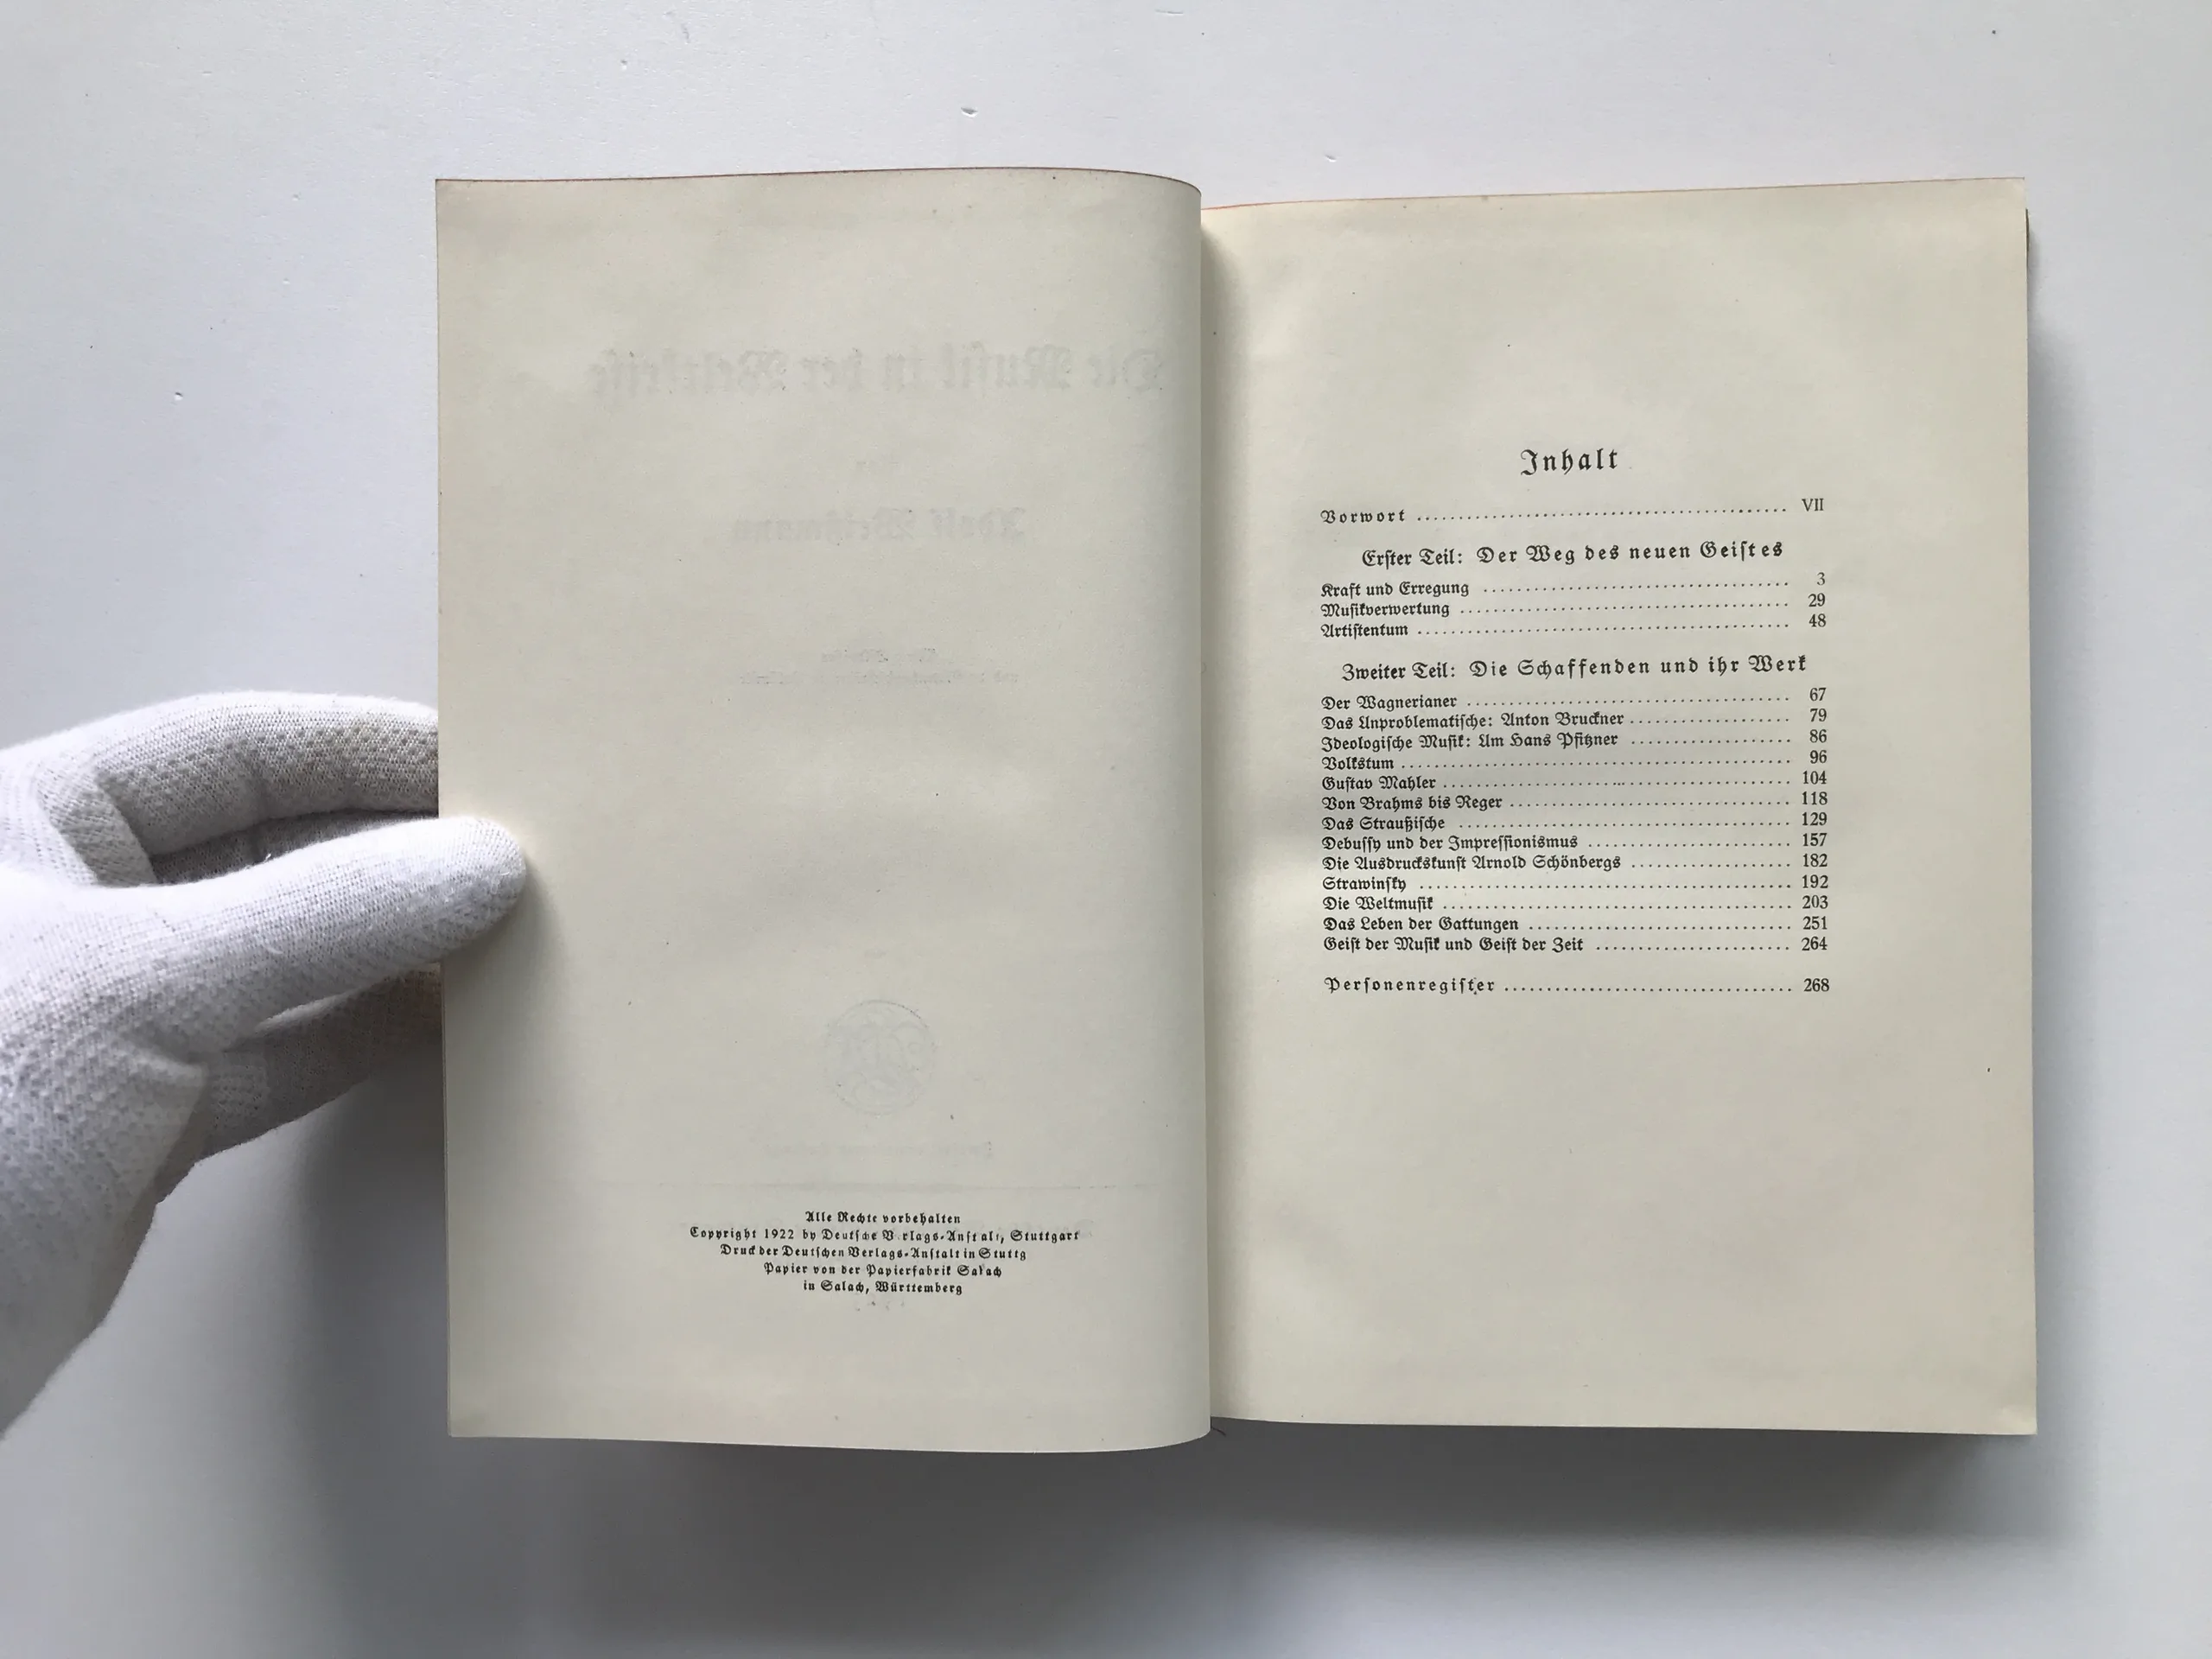 Alle Rechte vorbehalten
Copyright 1922 by Deutsche V rlags-Anstalt, Stuttgart
Druck der Deutschen Verlags-Anstalt in Stuttg
Papier von der Papierfabrik Salach
in Salach, Württemberg
Inhalt
Vorwort ........................................... VII
Erſter Teil: Der Weg des neuen Geiſtes
Kraft und Erregung ..................................... 3
Muſikverwertung ....................................... 29
Artiſtentum ............................................ 48
Zweiter Teil: Die Schaffenden und ihr Werk
Der Wagnerianer ....................................... 67
Das Unproblematiſche: Anton Bruckner ................... 79
Ideologiſche Muſik: Um Hans Pfitzner ................... 86
Volkstum .............................................. 96
Guſtav Mahler ......................................... 104
Von Brahms bis Reger .................................. 118
Das Straußiſche ....................................... 129
Debuſſy und der Impreſſionismus ........................ 157
Die Ausdruckskunſt Arnold Schönbergs ................... 182
Strawinſky ............................................ 192
Die Weltmuſik ......................................... 203
Das Leben der Gattungen ............................... 251
Geiſt der Muſik und Geiſt der Zeit ....................... 264
Perſonenregiſter ................................... 268